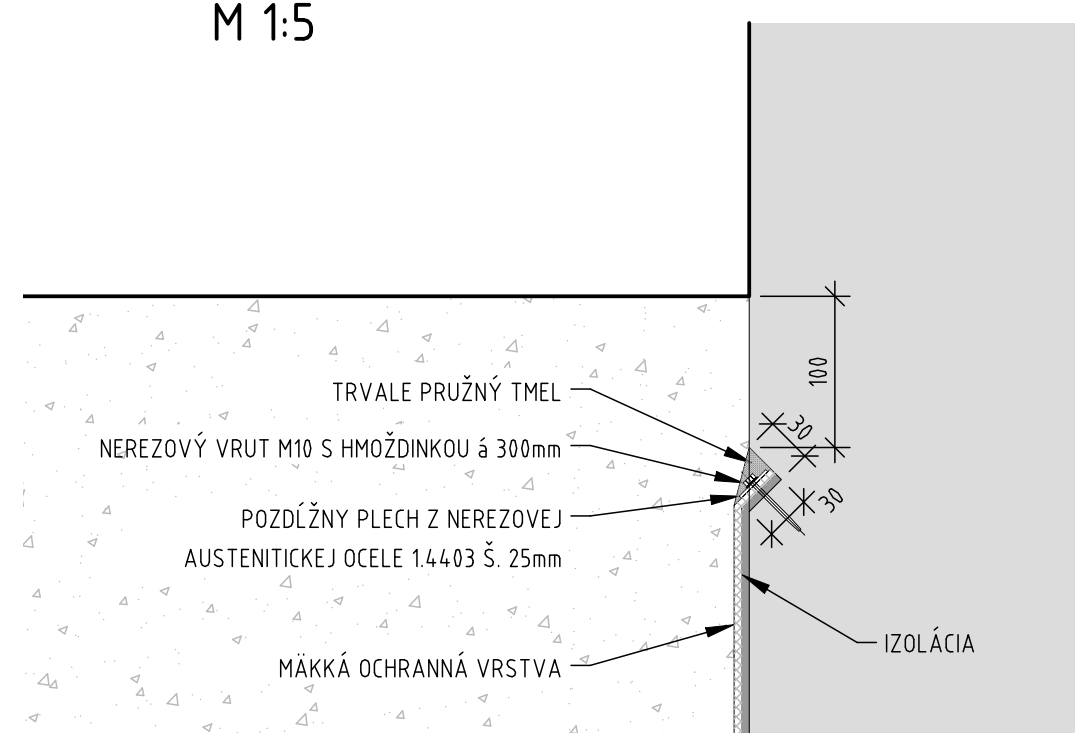 M 1:5
100
TRVALE PRUŽNÝ TMEL
30
NEREZOVÝ VRUT M10 S HMOŽDINKOU á 300mm
30
POZDĹŽNY PLECH Z NEREZOVEJ
AUSTENITICKEJ OCELE 1.4403 Š. 25mm
IZOLÁCIA
MÄKKÁ OCHRANNÁ VRSTVA